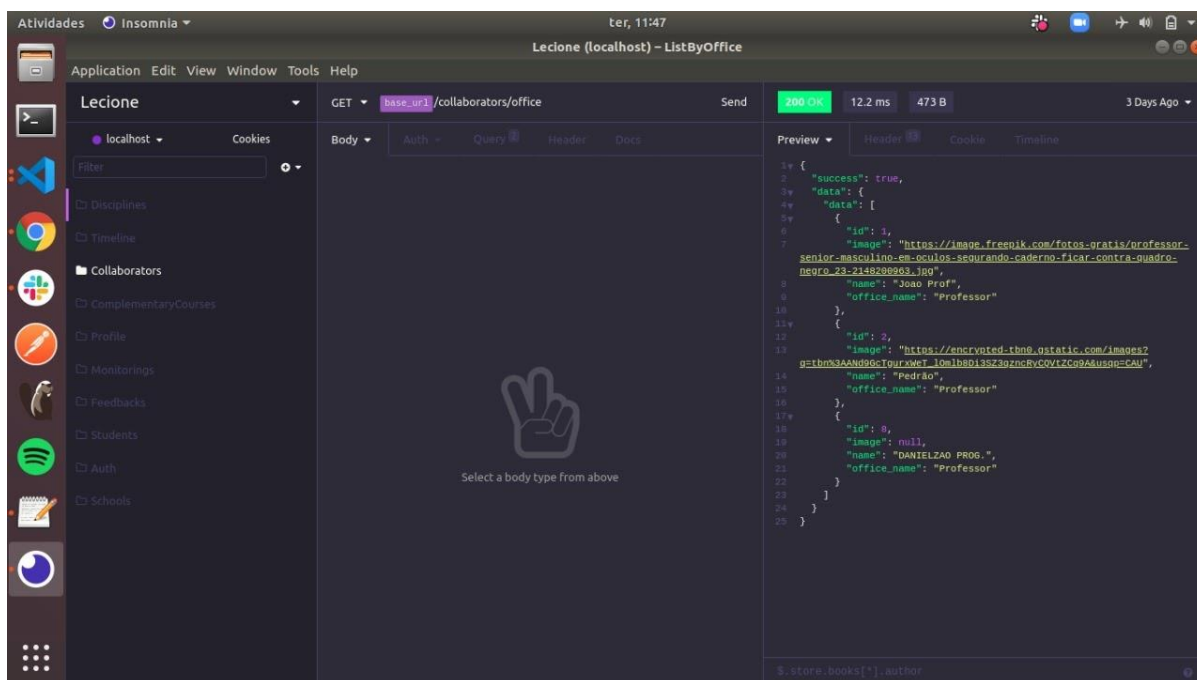 Atividades Insomnia ter, 11:47
Lecione (localhost) – ListByOffice
Application Edit View Window Tools Help
Lecione
localhost Cookies
Filter
Disciplines
Timeline
Collaborators
ComplementaryCourses
Profile
Monitorings
Feedbacks
Students
Auth
Schools
GET base_url/collaborators/office Send
Body Auth Query Header Docs
Select a body type from above
200 OK 12.2 ms 473 B 3 Days Ago
Preview Header Cookie Timeline
1 {
2 "success": true,
3 "data": {
4 "data": [
5 {
6 "id": 1,
7 "image": "https://image.freepik.com/fotos-gratis/professor-
senior-masculino-em-oculos-segurando-caderno-ficar-contra-quadro-
negro_23-2148200963.jpg",
8 "name": "Joao Prof",
9 "office_name": "Professor"
10 },
11 {
12 "id": 2,
13 "image": "https://encrypted-tbn0.gstatic.com/images?
14 "name": "Pedrão",
15 "office_name": "Professor"
16 },
17 {
18 "id": 8,
19 "image": null,
20 "name": "DANIELZAO PROG.",
21 "office_name": "Professor"
22 }
23 ]
24 }
25 }
$.store.books[*].author